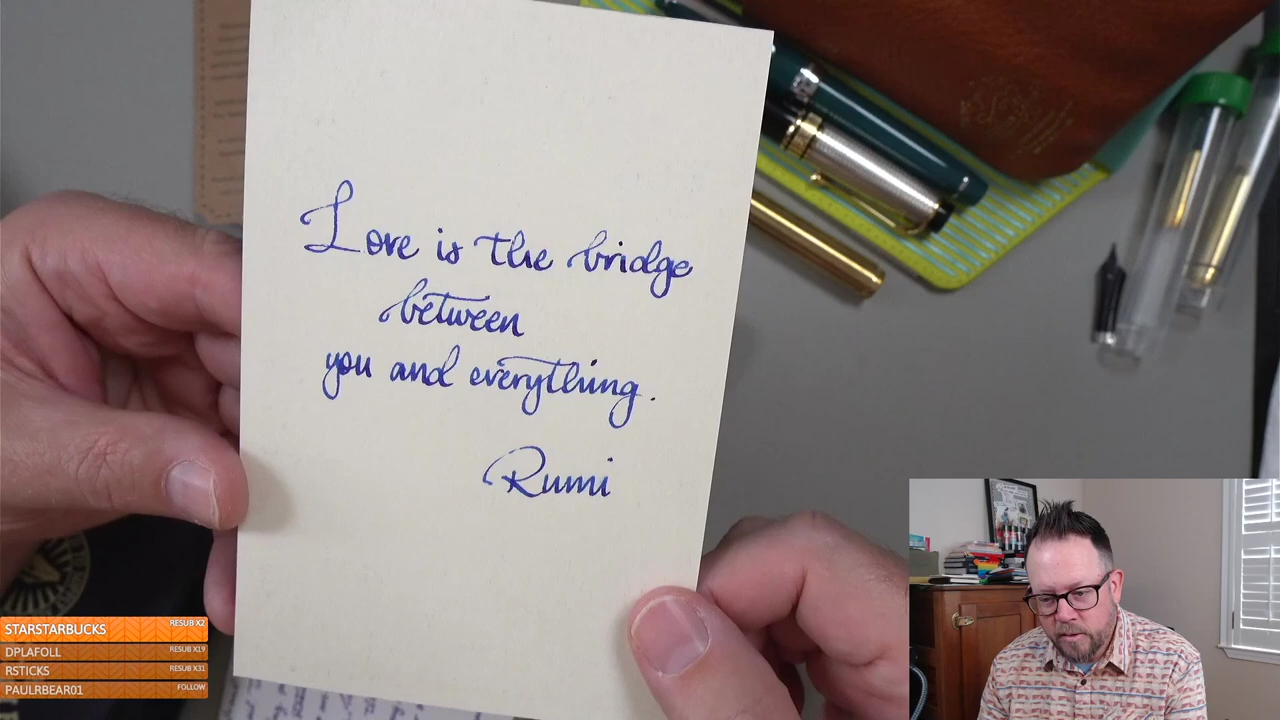 Love is the bridge
between
you and everything.
Rumi
STARSTARBUCKS RESUB X2
DPLAFOLL RESUB X19
RSTICKS RESUB X31
PAULRBEAR01 FOLLOW